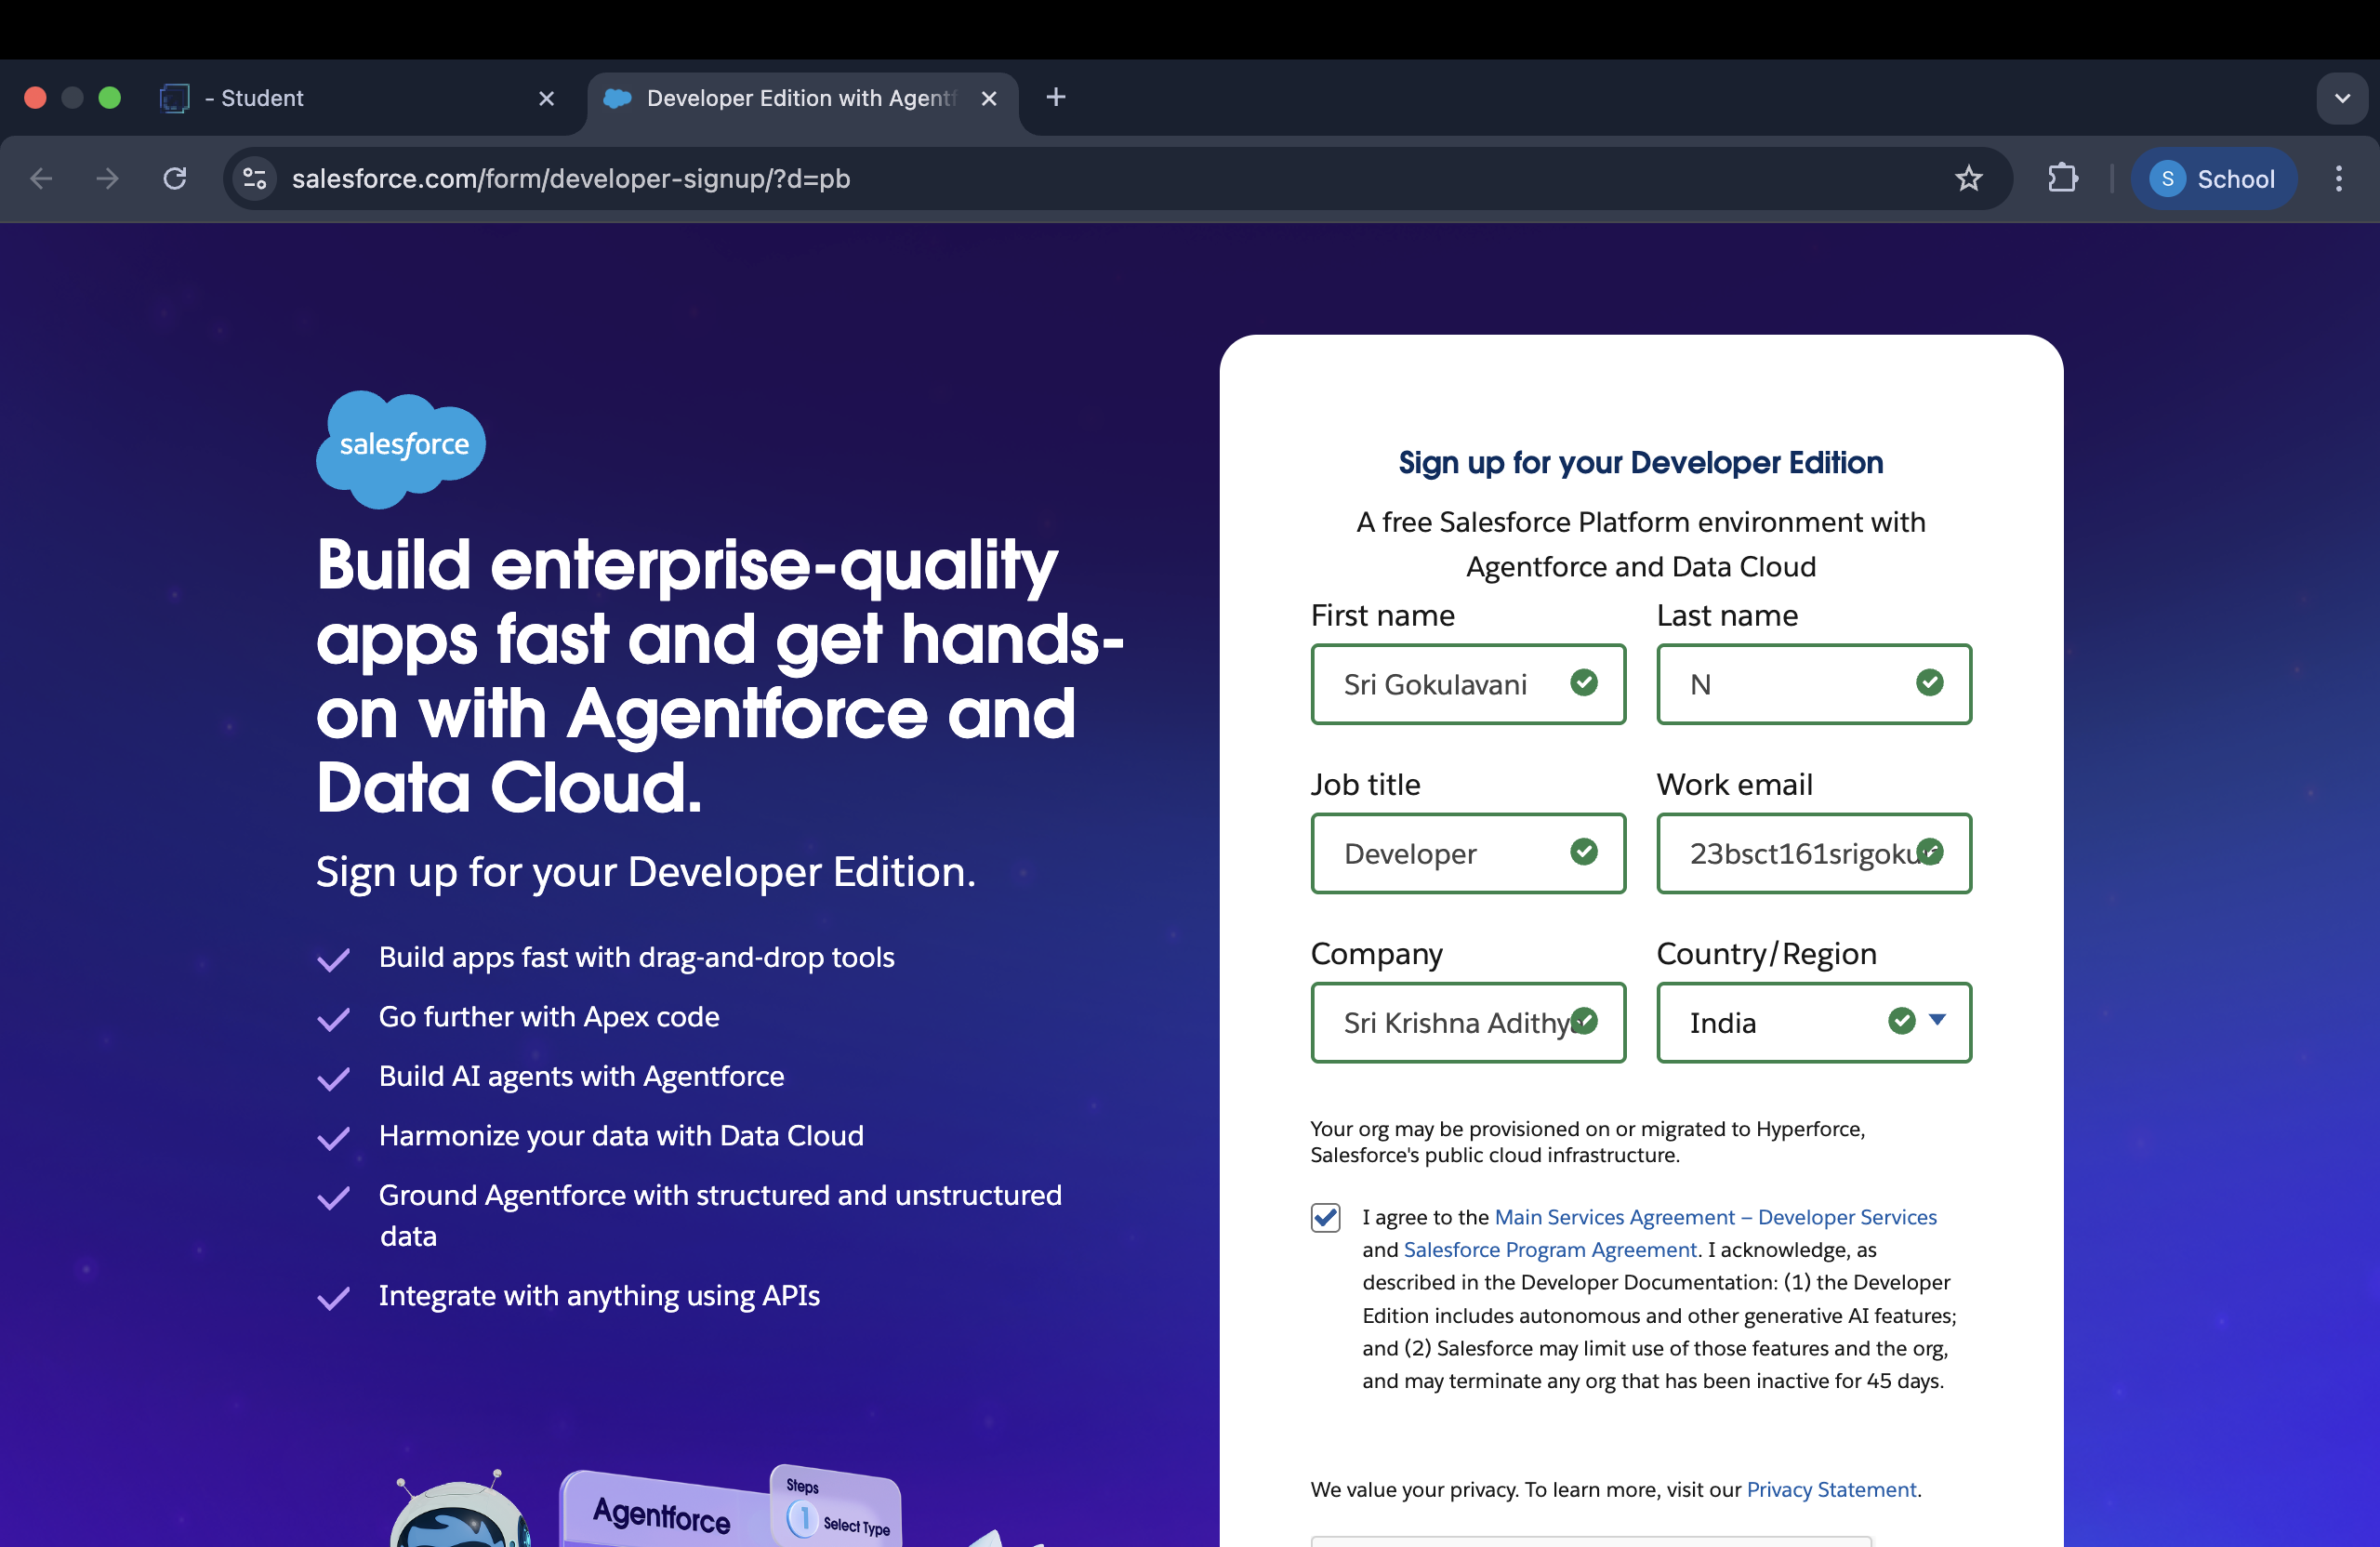 - Student
Developer Edition with Agentf
salesforce.com/form/developer-signup/?d=pb
S School
salesforce
Build enterprise-quality
apps fast and get hands-
on with Agentforce and
Data Cloud.
Sign up for your Developer Edition.
Build apps fast with drag-and-drop tools
Go further with Apex code
Build AI agents with Agentforce
Harmonize your data with Data Cloud
Ground Agentforce with structured and unstructured
data
Integrate with anything using APIs
Agentforce
Steps
1 Select Type
Sign up for your Developer Edition
A free Salesforce Platform environment with
Agentforce and Data Cloud
First name Last name
Sri Gokulavani N
Job title Work email
Developer 23bsct161srigoku
Company Country/Region
Sri Krishna Adithya India
Your org may be provisioned on or migrated to Hyperforce,
Salesforce's public cloud infrastructure.
I agree to the Main Services Agreement – Developer Services
and Salesforce Program Agreement. I acknowledge, as
described in the Developer Documentation: (1) the Developer
Edition includes autonomous and other generative AI features;
and (2) Salesforce may limit use of those features and the org,
and may terminate any org that has been inactive for 45 days.
We value your privacy. To learn more, visit our Privacy Statement.